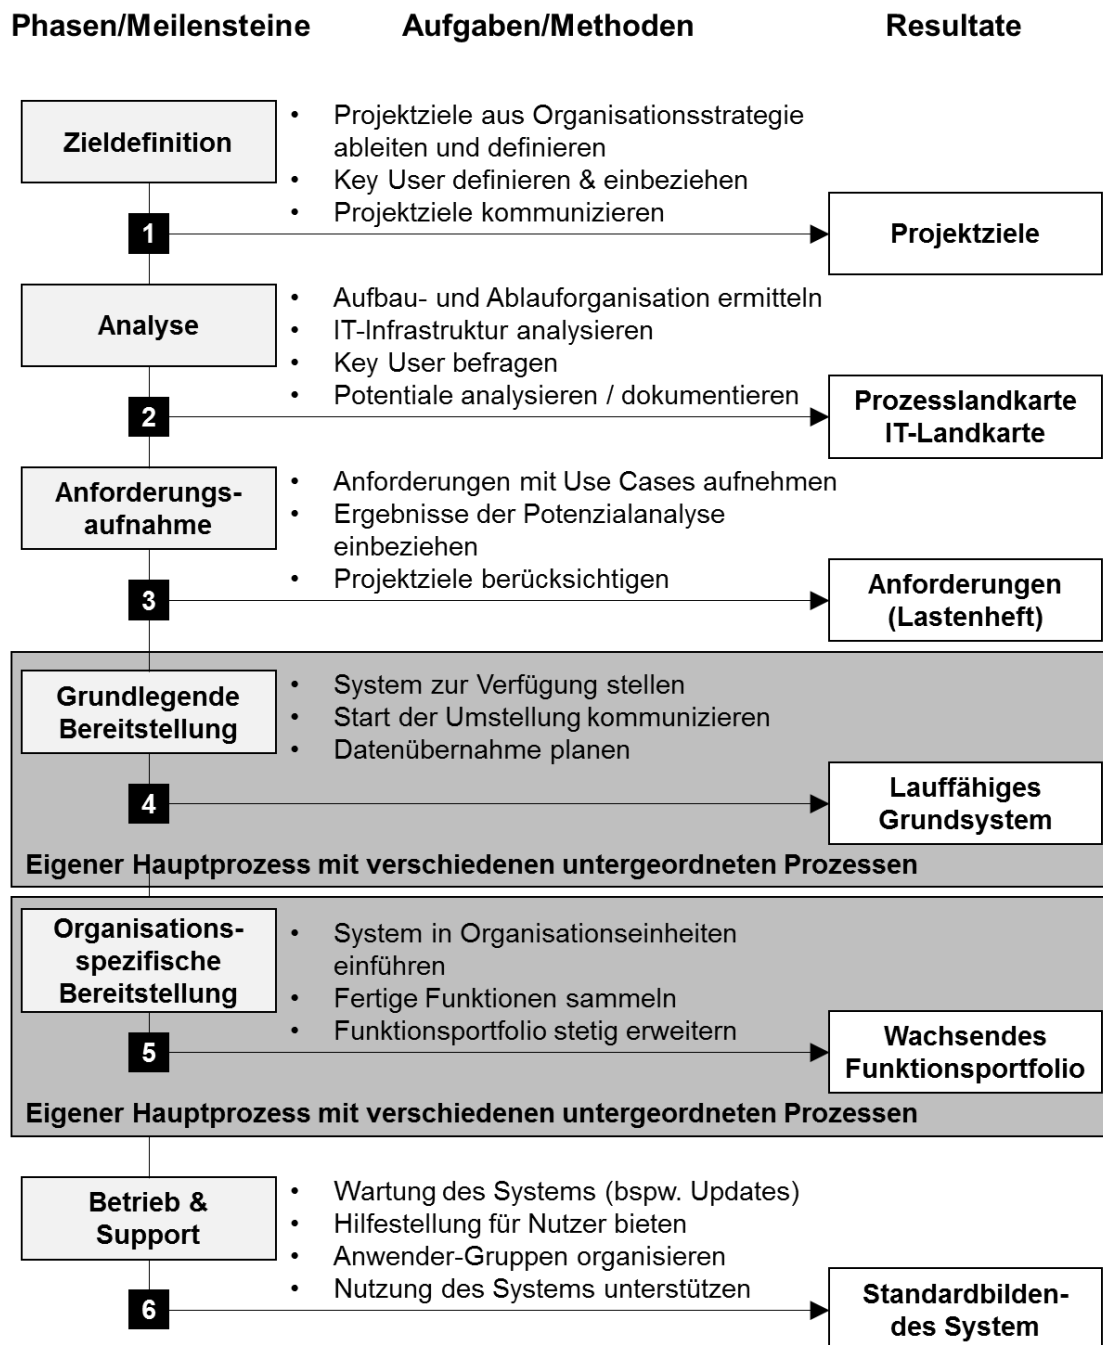 Phasen/Meilensteine Aufgaben/Methoden Resultate
Zieldefinition
• Projektziele aus Organisationsstrategie
ableiten und definieren
• Key User definieren & einbeziehen
• Projektziele kommunizieren
1
Projektziele
Analyse
• Aufbau- und Ablauforganisation ermitteln
• IT-Infrastruktur analysieren
• Key User befragen
• Potentiale analysieren / dokumentieren
2
Prozesslandkarte
IT-Landkarte
Anforderungs-
aufnahme
• Anforderungen mit Use Cases aufnehmen
• Ergebnisse der Potenzialanalyse
einbeziehen
• Projektziele berücksichtigen
3
Anforderungen
(Lastenheft)
Grundlegende
Bereitstellung
• System zur Verfügung stellen
• Start der Umstellung kommunizieren
• Datenübernahme planen
4
Lauffähiges
Grundsystem
Eigener Hauptprozess mit verschiedenen untergeordneten Prozessen
Organisations-
spezifische
Bereitstellung
• System in Organisationseinheiten
einführen
• Fertige Funktionen sammeln
• Funktionsportfolio stetig erweitern
5
Wachsendes
Funktionsportfolio
Eigener Hauptprozess mit verschiedenen untergeordneten Prozessen
Betrieb &
Support
• Wartung des Systems (bspw. Updates)
• Hilfestellung für Nutzer bieten
• Anwender-Gruppen organisieren
• Nutzung des Systems unterstützen
6
Standardbilden-
des System